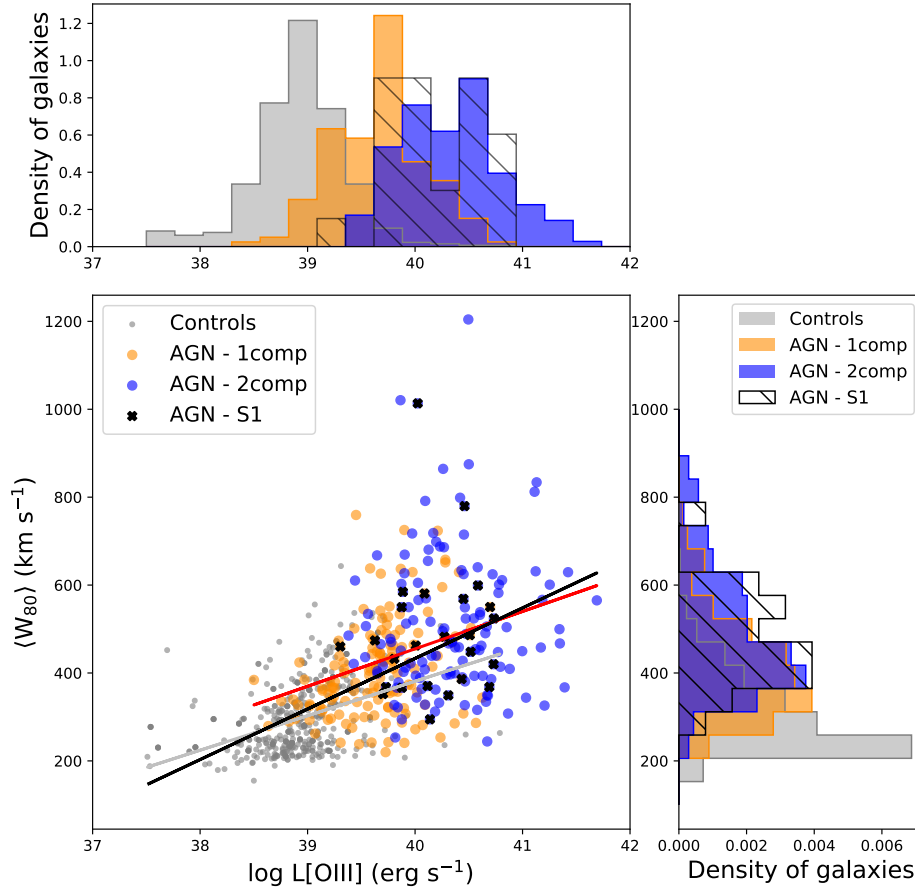 1.2
1.0
0.8
0.6
0.4
0.2
0.0
Density of galaxies
37 38 39 40 41 42
1200
1000
800
600
400
200
⟨W₈₀⟩ (km s⁻¹)
Controls
AGN - 1comp
AGN - 2comp
AGN - S1
37 38 39 40 41 42
log L[OIII] (erg s⁻¹)
1200
1000
800
600
400
200
Controls
AGN - 1comp
AGN - 2comp
AGN - S1
0.000 0.002 0.004 0.006
Density of galaxies